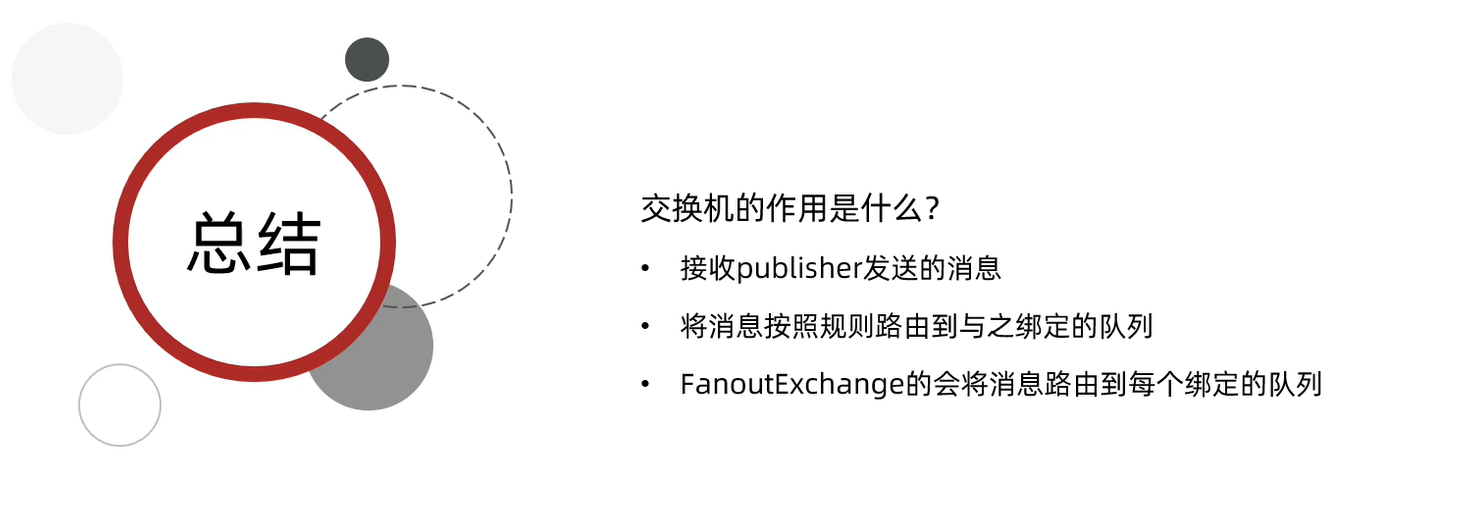 总结
交换机的作用是什么？
• 接收publisher发送的消息
• 将消息按照规则路由到与之绑定的队列
• FanoutExchange的会将消息路由到每个绑定的队列